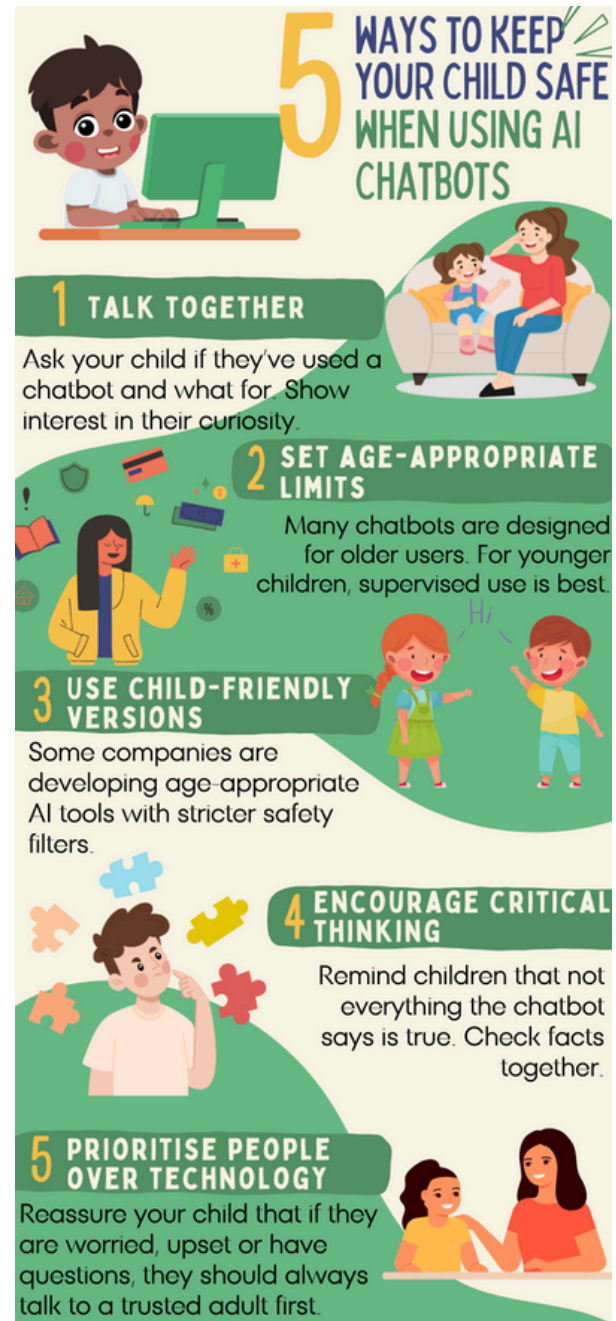 5 WAYS TO KEEP
YOUR CHILD SAFE
WHEN USING AI
CHATBOTS
1 TALK TOGETHER
Ask your child if they've used a
chatbot and what for. Show
interest in their curiosity.
2 SET AGE-APPROPRIATE
LIMITS
Many chatbots are designed
for older users. For younger
children, supervised use is best.
Hi
3 USE CHILD-FRIENDLY
VERSIONS
Some companies are
developing age-appropriate
AI tools with stricter safety
filters.
4 ENCOURAGE CRITICAL
THINKING
Remind children that not
everything the chatbot
says is true. Check facts
together.
5 PRIORITISE PEOPLE
OVER TECHNOLOGY
Reassure your child that if they
are worried, upset or have
questions, they should always
talk to a trusted adult first.